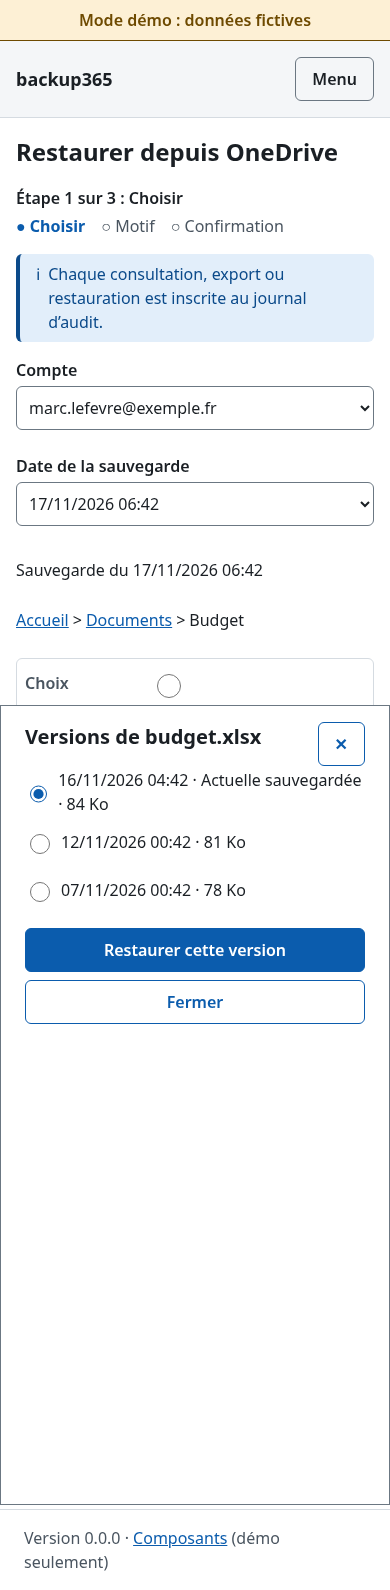 Mode démo : données fictives
backup365
Menu
Restaurer depuis OneDrive
Étape 1 sur 3 : Choisir
● Choisir ○ Motif ○ Confirmation
i Chaque consultation, export ou
restauration est inscrite au journal
d’audit.
Compte
marc.lefevre@exemple.fr
Date de la sauvegarde
17/11/2026 06:42
Sauvegarde du 17/11/2026 06:42
Accueil > Documents > Budget
Choix
Versions de budget.xlsx
×
16/11/2026 04:42 · Actuelle sauvegardée
· 84 Ko
12/11/2026 00:42 · 81 Ko
07/11/2026 00:42 · 78 Ko
Restaurer cette version
Fermer
Version 0.0.0 · Composants (démo
seulement)